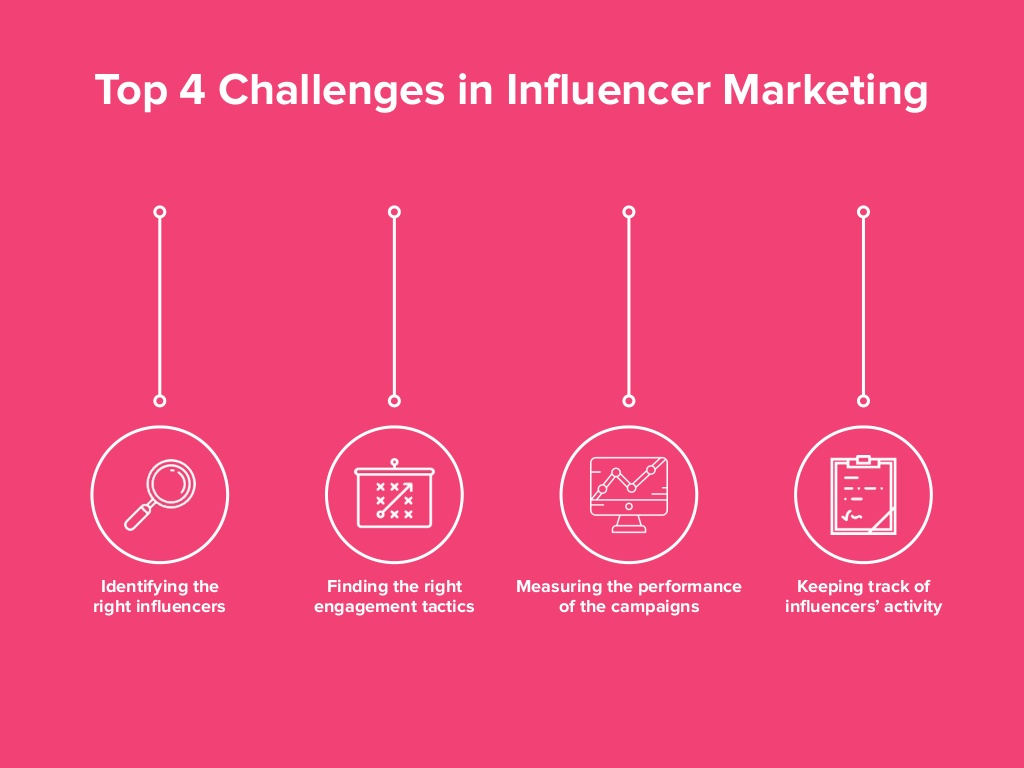 Top 4 Challenges in Influencer Marketing
Identifying the
right influencers
Finding the right
engagement tactics
Measuring the performance
of the campaigns
Keeping track of
influencers’ activity